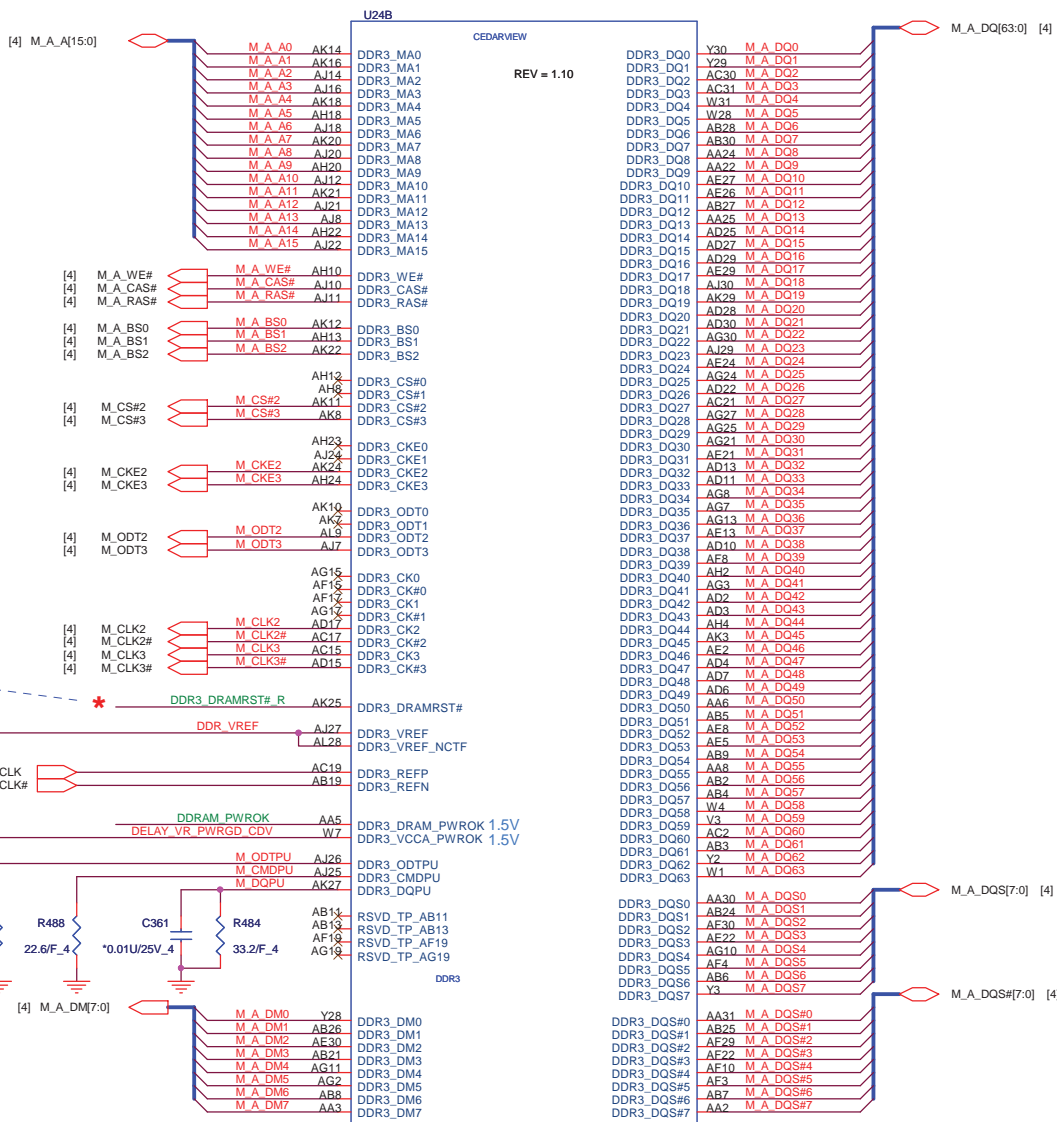 U24B
CEDARVIEW
REV = 1.10
[4] M_A_A[15:0]
M_A_A0 AK14 DDR3_MA0
M_A_A1 AK16 DDR3_MA1
M_A_A2 AJ14 DDR3_MA2
M_A_A3 AJ16 DDR3_MA3
M_A_A4 AK18 DDR3_MA4
M_A_A5 AH18 DDR3_MA5
M_A_A6 AJ18 DDR3_MA6
M_A_A7 AK20 DDR3_MA7
M_A_A8 AJ20 DDR3_MA8
M_A_A9 AH20 DDR3_MA9
M_A_A10 AJ12 DDR3_MA10
M_A_A11 AK21 DDR3_MA11
M_A_A12 AJ21 DDR3_MA12
M_A_A13 AJ8 DDR3_MA13
M_A_A14 AH22 DDR3_MA14
M_A_A15 AJ22 DDR3_MA15
[4] M_A_WE# M_A_WE# AH10 DDR3_WE#
[4] M_A_CAS# M_A_CAS# AJ10 DDR3_CAS#
[4] M_A_RAS# M_A_RAS# AJ11 DDR3_RAS#
[4] M_A_BS0 M_A_BS0 AK12 DDR3_BS0
[4] M_A_BS1 M_A_BS1 AH13 DDR3_BS1
[4] M_A_BS2 M_A_BS2 AK22 DDR3_BS2
AH12 DDR3_CS#0
AH8 DDR3_CS#1
[4] M_CS#2 M_CS#2 AK11 DDR3_CS#2
[4] M_CS#3 M_CS#3 AK8 DDR3_CS#3
AH23 DDR3_CKE0
AJ24 DDR3_CKE1
[4] M_CKE2 M_CKE2 AK24 DDR3_CKE2
[4] M_CKE3 M_CKE3 AH24 DDR3_CKE3
AK10 DDR3_ODT0
AK7 DDR3_ODT1
[4] M_ODT2 M_ODT2 AL9 DDR3_ODT2
[4] M_ODT3 M_ODT3 AJ7 DDR3_ODT3
AG15 DDR3_CK0
AF15 DDR3_CK#0
AF17 DDR3_CK1
AG17 DDR3_CK#1
[4] M_CLK2 M_CLK2 AD17 DDR3_CK2
[4] M_CLK2# M_CLK2# AC17 DDR3_CK#2
[4] M_CLK3 M_CLK3 AC15 DDR3_CK3
[4] M_CLK3# M_CLK3# AD15 DDR3_CK#3
* DDR3_DRAMRST#_R AK25 DDR3_DRAMRST#
DDR_VREF AJ27 DDR3_VREF
AL28 DDR3_VREF_NCTF
CLK AC19 DDR3_REFP
CLK# AB19 DDR3_REFN
DDRAM_PWROK AA5 DDR3_DRAM_PWROK 1.5V
DELAY_VR_PWRGD_CDV W7 DDR3_VCCA_PWROK 1.5V
M_ODTPU AJ26 DDR3_ODTPU
M_CMDPU AJ25 DDR3_CMDPU
M_DQPU AK27 DDR3_DQPU
AB11 RSVD_TP_AB11
AB13 RSVD_TP_AB13
AF19 RSVD_TP_AF19
AG19 RSVD_TP_AG19
R488
22.6/F_4
C361
*0.01U/25V_4
R484
33.2/F_4
DDR3
[4] M_A_DM[7:0]
M_A_DM0 Y28 DDR3_DM0
M_A_DM1 AB26 DDR3_DM1
M_A_DM2 AE30 DDR3_DM2
M_A_DM3 AB21 DDR3_DM3
M_A_DM4 AG11 DDR3_DM4
M_A_DM5 AG2 DDR3_DM5
M_A_DM6 AB8 DDR3_DM6
M_A_DM7 AA3 DDR3_DM7
M_A_DQ[63:0] [4]
DDR3_DQ0 Y30 M_A_DQ0
DDR3_DQ1 Y29 M_A_DQ1
DDR3_DQ2 AC30 M_A_DQ2
DDR3_DQ3 AC31 M_A_DQ3
DDR3_DQ4 W31 M_A_DQ4
DDR3_DQ5 W28 M_A_DQ5
DDR3_DQ6 AB28 M_A_DQ6
DDR3_DQ7 AB30 M_A_DQ7
DDR3_DQ8 AA24 M_A_DQ8
DDR3_DQ9 AA22 M_A_DQ9
DDR3_DQ10 AE27 M_A_DQ10
DDR3_DQ11 AE26 M_A_DQ11
DDR3_DQ12 AB27 M_A_DQ12
DDR3_DQ13 AA25 M_A_DQ13
DDR3_DQ14 AD25 M_A_DQ14
DDR3_DQ15 AD27 M_A_DQ15
DDR3_DQ16 AD29 M_A_DQ16
DDR3_DQ17 AE29 M_A_DQ17
DDR3_DQ18 AJ30 M_A_DQ18
DDR3_DQ19 AK29 M_A_DQ19
DDR3_DQ20 AD28 M_A_DQ20
DDR3_DQ21 AD30 M_A_DQ21
DDR3_DQ22 AG30 M_A_DQ22
DDR3_DQ23 AJ29 M_A_DQ23
DDR3_DQ24 AE24 M_A_DQ24
DDR3_DQ25 AG24 M_A_DQ25
DDR3_DQ26 AD22 M_A_DQ26
DDR3_DQ27 AC21 M_A_DQ27
DDR3_DQ28 AG27 M_A_DQ28
DDR3_DQ29 AG25 M_A_DQ29
DDR3_DQ30 AG21 M_A_DQ30
DDR3_DQ31 AE21 M_A_DQ31
DDR3_DQ32 AD13 M_A_DQ32
DDR3_DQ33 AD11 M_A_DQ33
DDR3_DQ34 AG8 M_A_DQ34
DDR3_DQ35 AG7 M_A_DQ35
DDR3_DQ36 AG13 M_A_DQ36
DDR3_DQ37 AE13 M_A_DQ37
DDR3_DQ38 AD10 M_A_DQ38
DDR3_DQ39 AF8 M_A_DQ39
DDR3_DQ40 AH2 M_A_DQ40
DDR3_DQ41 AG3 M_A_DQ41
DDR3_DQ42 AD2 M_A_DQ42
DDR3_DQ43 AD3 M_A_DQ43
DDR3_DQ44 AH4 M_A_DQ44
DDR3_DQ45 AK3 M_A_DQ45
DDR3_DQ46 AE2 M_A_DQ46
DDR3_DQ47 AD4 M_A_DQ47
DDR3_DQ48 AD7 M_A_DQ48
DDR3_DQ49 AD6 M_A_DQ49
DDR3_DQ50 AA6 M_A_DQ50
DDR3_DQ51 AB5 M_A_DQ51
DDR3_DQ52 AE8 M_A_DQ52
DDR3_DQ53 AE5 M_A_DQ53
DDR3_DQ54 AB9 M_A_DQ54
DDR3_DQ55 AA8 M_A_DQ55
DDR3_DQ56 AB2 M_A_DQ56
DDR3_DQ57 AB4 M_A_DQ57
DDR3_DQ58 W4 M_A_DQ58
DDR3_DQ59 V3 M_A_DQ59
DDR3_DQ60 AC2 M_A_DQ60
DDR3_DQ61 AB3 M_A_DQ61
DDR3_DQ62 Y2 M_A_DQ62
DDR3_DQ63 W1 M_A_DQ63
M_A_DQS[7:0] [4]
DDR3_DQS0 AA30 M_A_DQS0
DDR3_DQS1 AB24 M_A_DQS1
DDR3_DQS2 AF30 M_A_DQS2
DDR3_DQS3 AE22 M_A_DQS3
DDR3_DQS4 AG10 M_A_DQS4
DDR3_DQS5 AF4 M_A_DQS5
DDR3_DQS6 AB6 M_A_DQS6
DDR3_DQS7 Y3 M_A_DQS7
M_A_DQS#[7:0] [4]
DDR3_DQS#0 AA31 M_A_DQS#0
DDR3_DQS#1 AB25 M_A_DQS#1
DDR3_DQS#2 AF29 M_A_DQS#2
DDR3_DQS#3 AF22 M_A_DQS#3
DDR3_DQS#4 AF10 M_A_DQS#4
DDR3_DQS#5 AF3 M_A_DQS#5
DDR3_DQS#6 AB7 M_A_DQS#6
DDR3_DQS#7 AA2 M_A_DQS#7